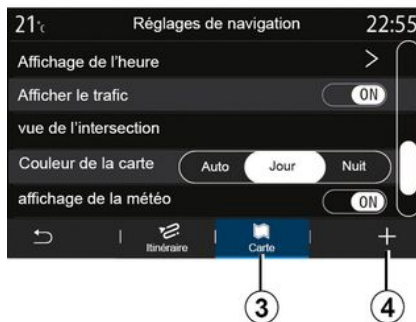 21°c Réglages de navigation 22:55
Affichage de l'heure >
Afficher le trafic ON
vue de l'intersection
Couleur de la carte Auto Jour Nuit
affichage de la météo ON
Itinéraire Carte +
3 4